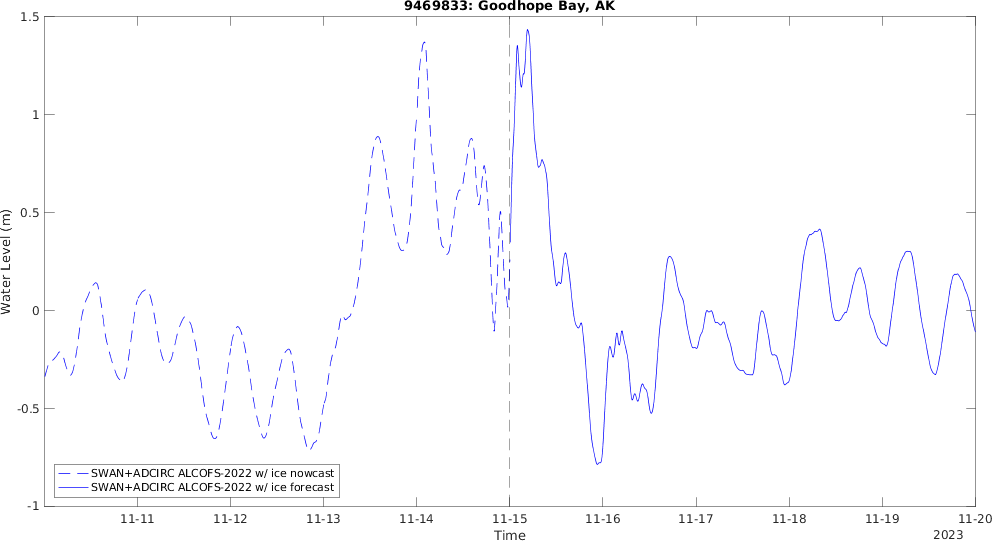 9469833: Goodhope Bay, AK
1.5
1
0.5
0
-0.5
-1
Water Level (m)
SWAN+ADCIRC ALCOFS-2022 w/ ice nowcast
SWAN+ADCIRC ALCOFS-2022 w/ ice forecast
11-11 11-12 11-13 11-14 11-15 11-16 11-17 11-18 11-19 11-20
Time
2023